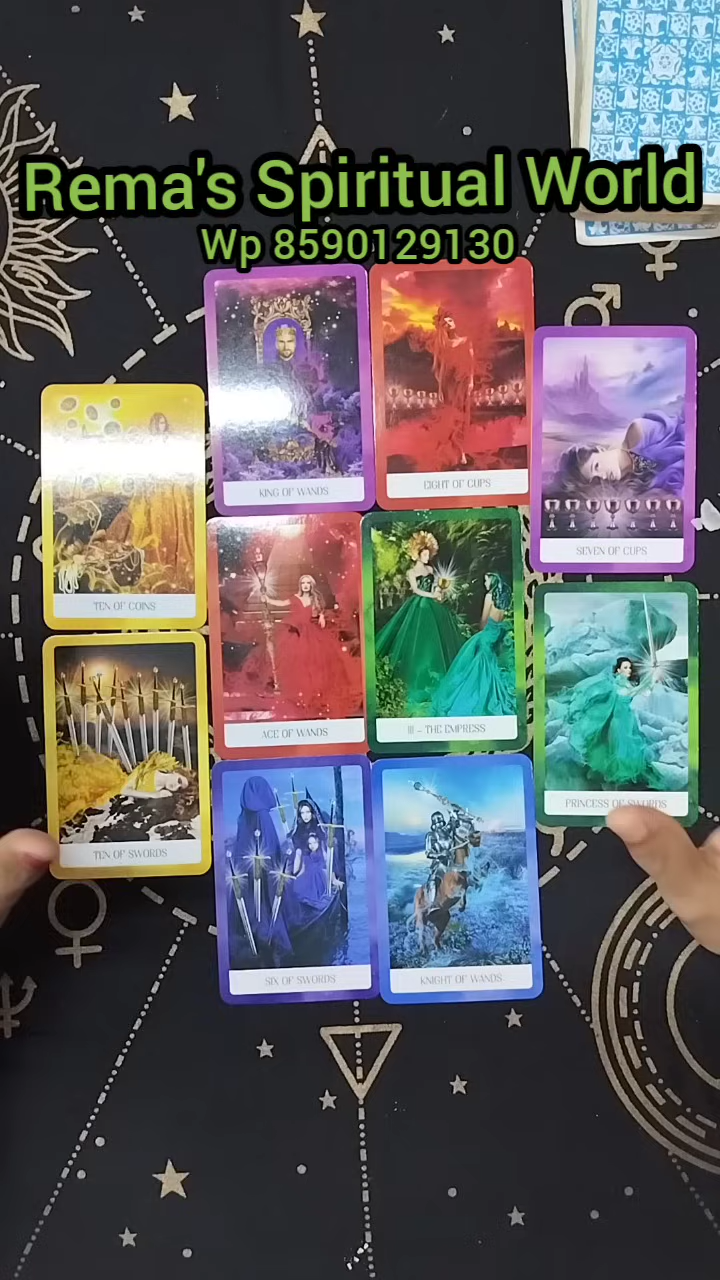 Rema's Spiritual World
Wp 8590129130
KING OF WANDS
EIGHT OF CUPS
SEVEN OF CUPS
TEN OF COINS
ACE OF WANDS
III - THE EMPRESS
PRINCESS OF SWORDS
TEN OF SWORDS
SIX OF SWORDS
KNIGHT OF WANDS